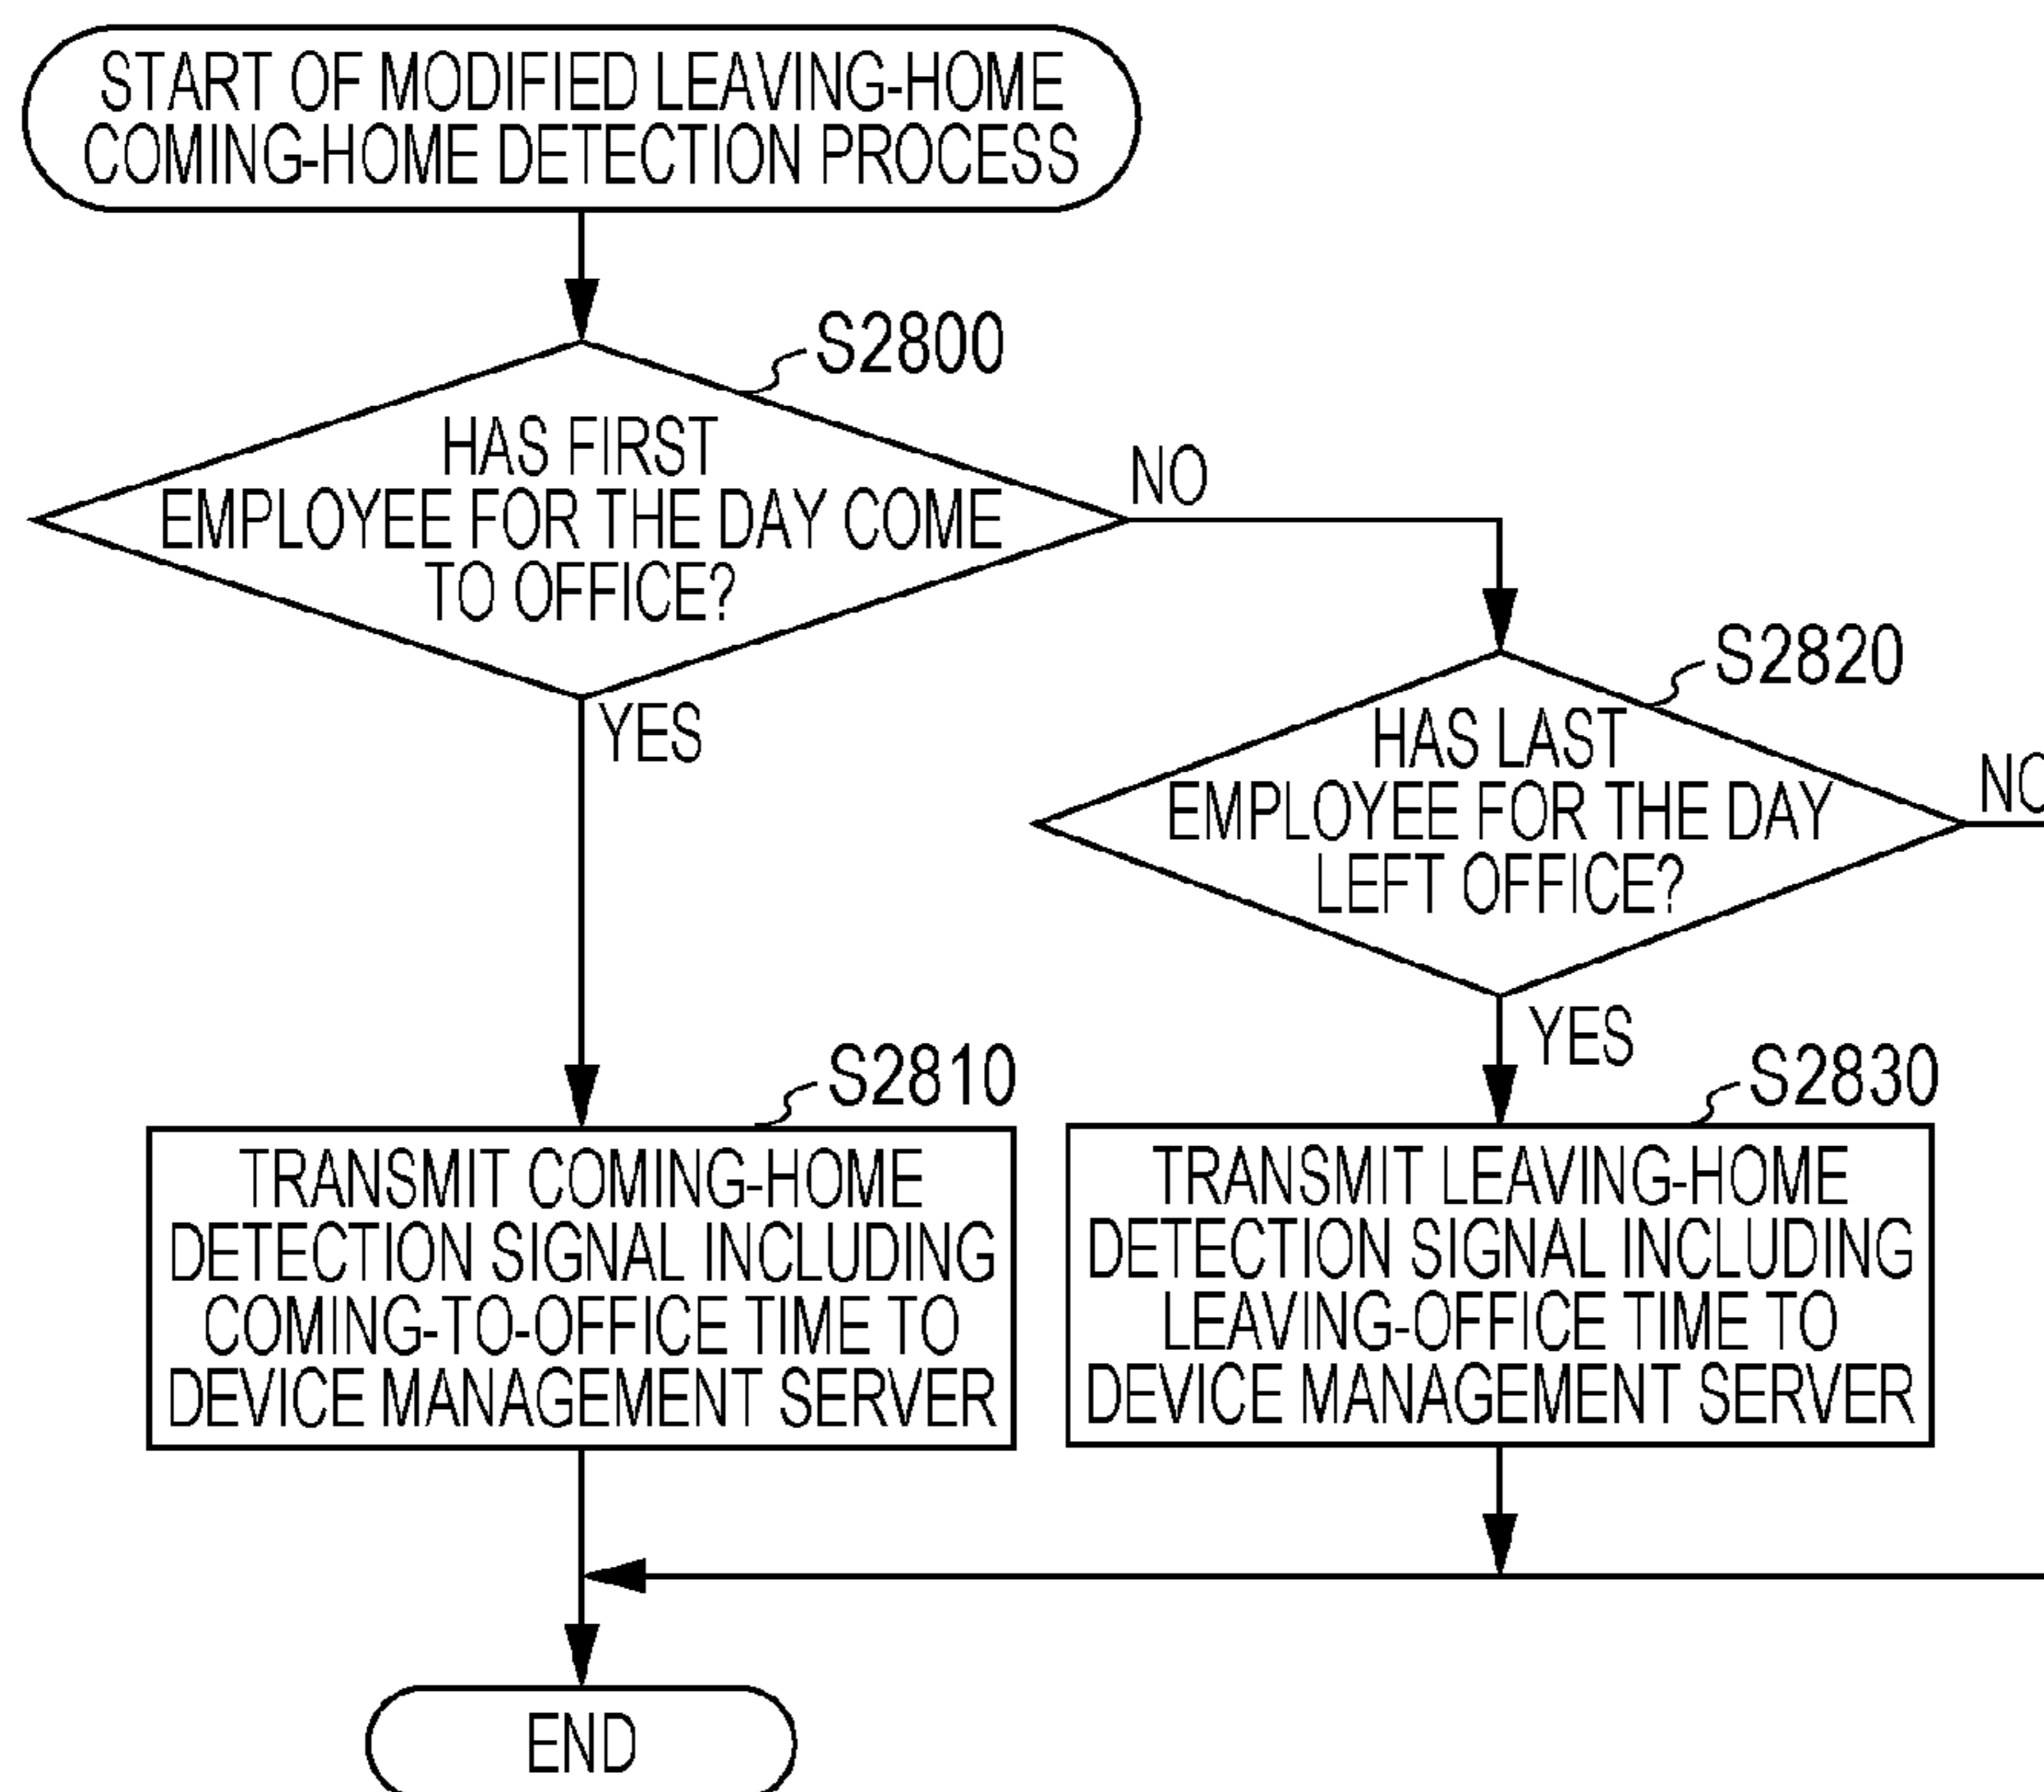 START OF MODIFIED LEAVING-HOME
COMING-HOME DETECTION PROCESS
S2800
HAS FIRST
EMPLOYEE FOR THE DAY COME
TO OFFICE?
NO
YES
S2820
HAS LAST
EMPLOYEE FOR THE DAY
LEFT OFFICE?
NO
YES
S2810
TRANSMIT COMING-HOME
DETECTION SIGNAL INCLUDING
COMING-TO-OFFICE TIME TO
DEVICE MANAGEMENT SERVER
S2830
TRANSMIT LEAVING-HOME
DETECTION SIGNAL INCLUDING
LEAVING-OFFICE TIME TO
DEVICE MANAGEMENT SERVER
END